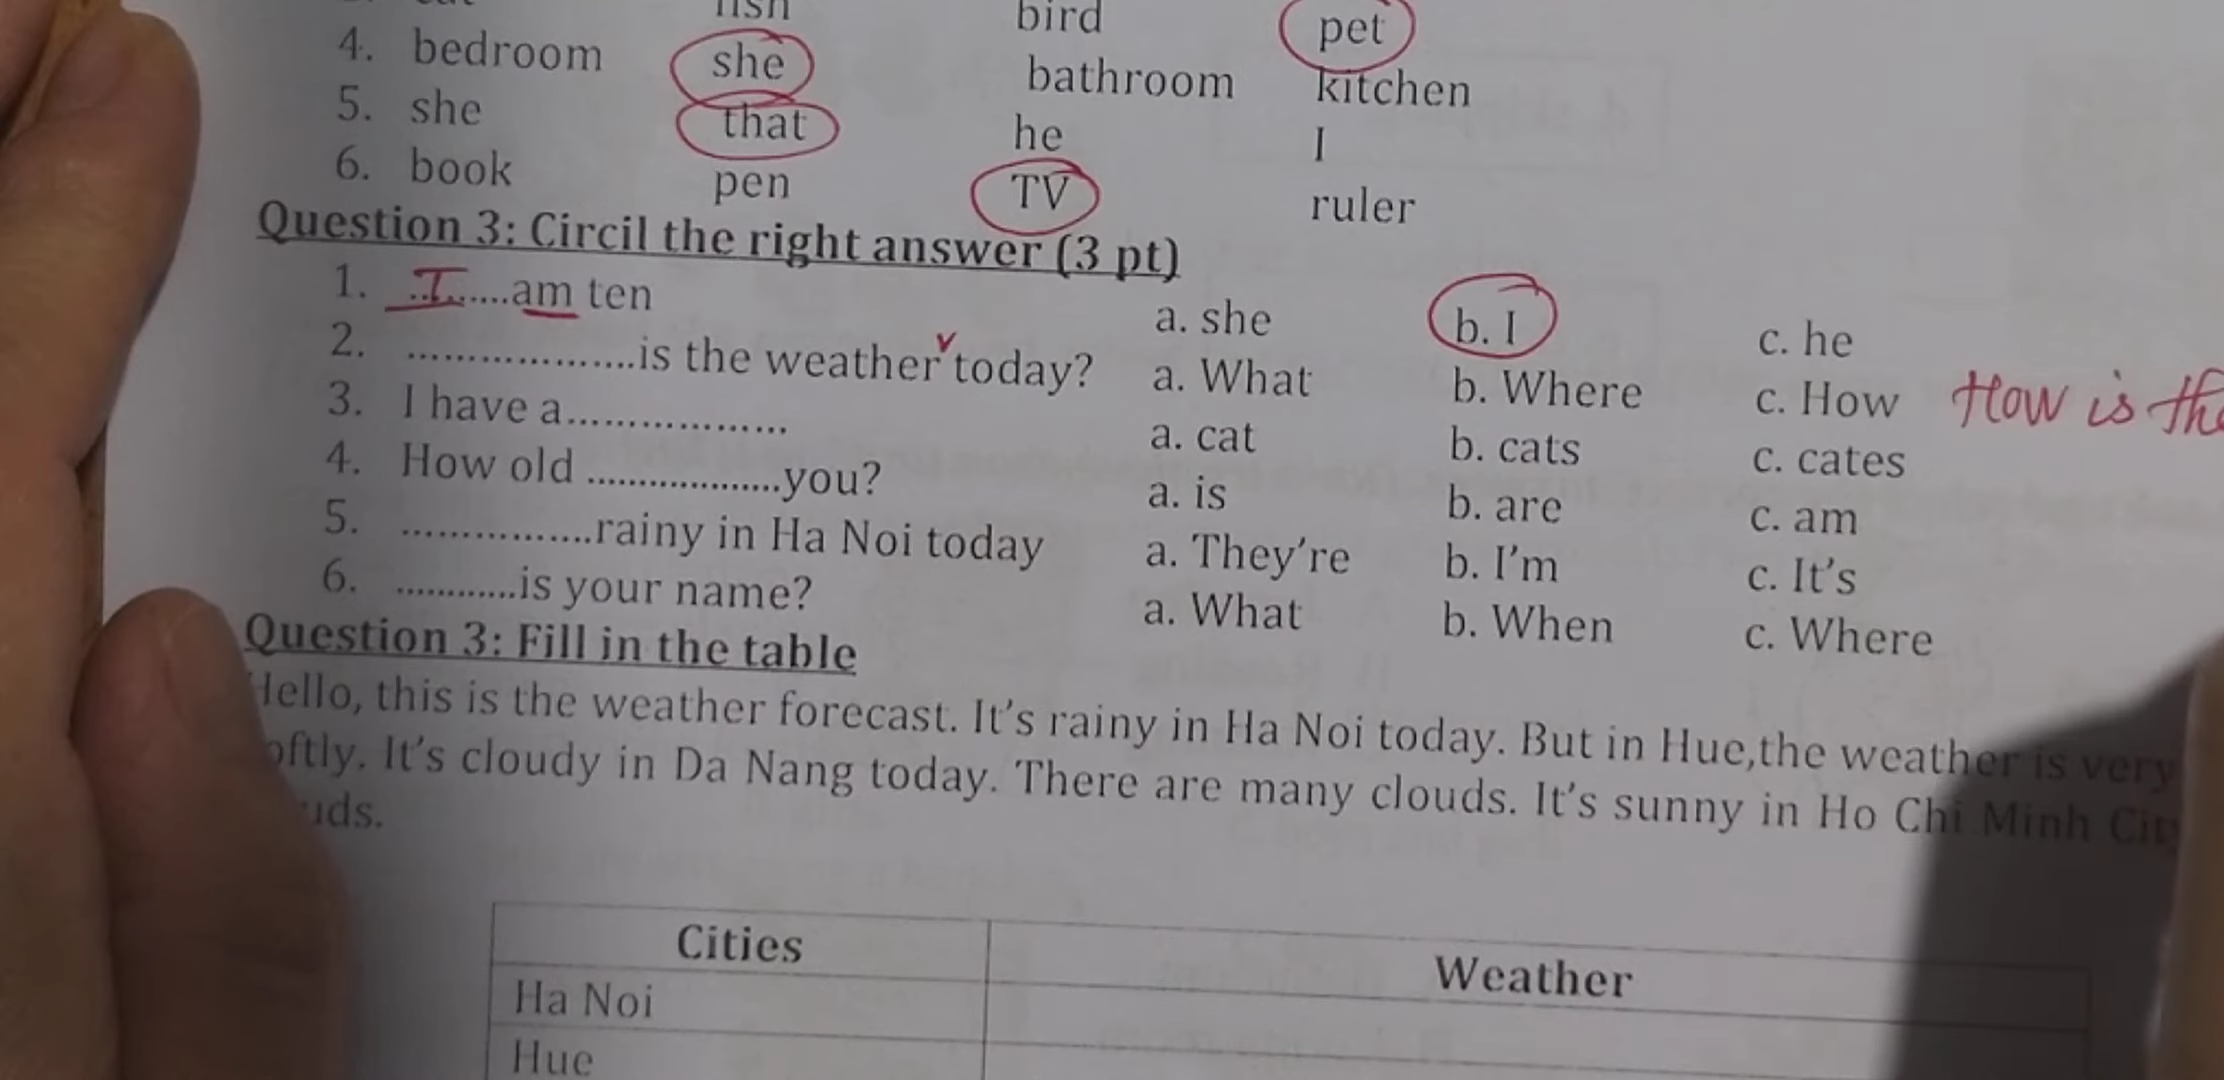 fish bird pet
4. bedroom she bathroom kitchen
5. she that he I
6. book pen TV ruler
Question 3: Circil the right answer (3 pt)
1. ..I......am ten a. she b. I c. he
2. ....................is the weather today? a. What b. Where c. How How is the
3. I have a................... a. cat b. cats c. cates
4. How old ...................you? a. is b. are c. am
5. .................rainy in Ha Noi today a. They're b. I'm c. It's
6. ............is your name? a. What b. When c. Where
Question 3: Fill in the table
Hello, this is the weather forecast. It's rainy in Ha Noi today. But in Hue,the weather is very
It's cloudy in Da Nang today. There are many clouds. It's sunny in Ho Chi Minh
Cities Weather
Ha Noi
Hue